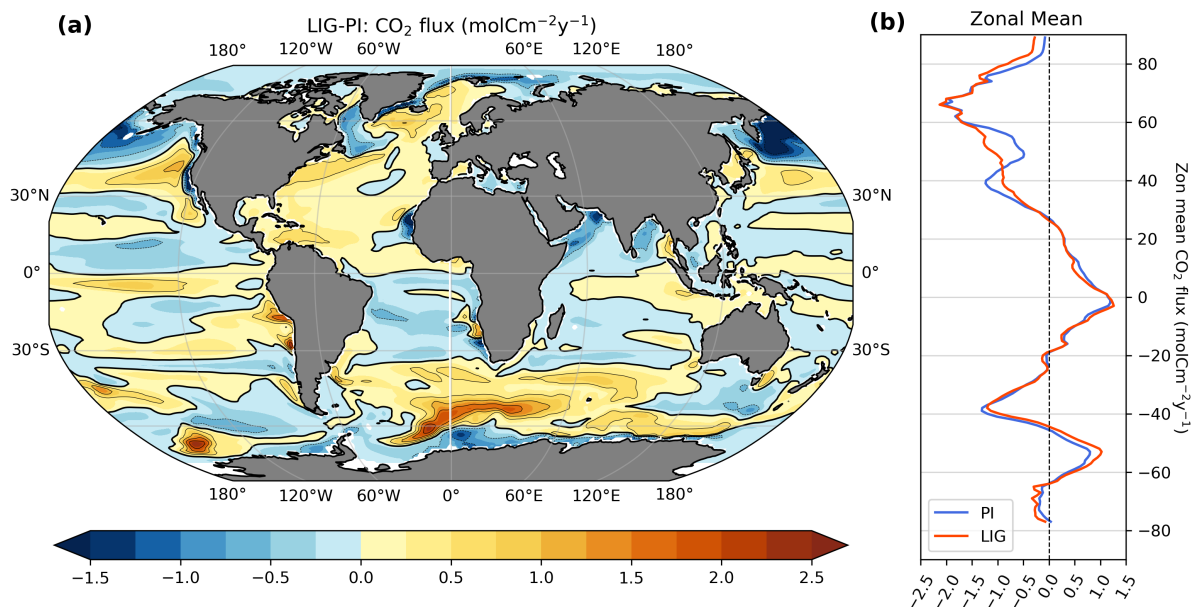 (a)
LIG-PI: CO₂ flux (molCm⁻²y⁻¹)
180° 120°W 60°W 0° 60°E 120°E 180°
30°N 30°N
0° 0°
30°S 30°S
180° 120°W 60°W 0° 60°E 120°E 180°
−1.5 −1.0 −0.5 0.0 0.5 1.0 1.5 2.0 2.5
(b)
Zonal Mean
80
60
40
20
0
−20
−40
−60
−80
Zon mean CO₂ flux (molCm⁻²y⁻¹)
PI
LIG
−2.5 −2.0 −1.5 −1.0 −0.5 0.0 0.5 1.0 1.5